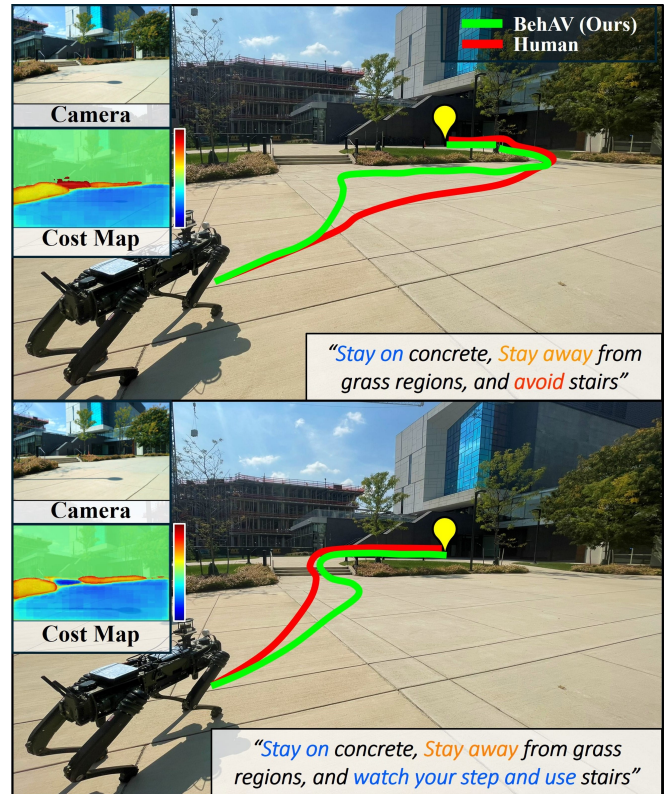 BehAV (Ours)
Human
Camera
Cost Map
“Stay on concrete, Stay away from
grass regions, and avoid stairs”
Camera
Cost Map
“Stay on concrete, Stay away from grass
regions, and watch your step and use stairs”